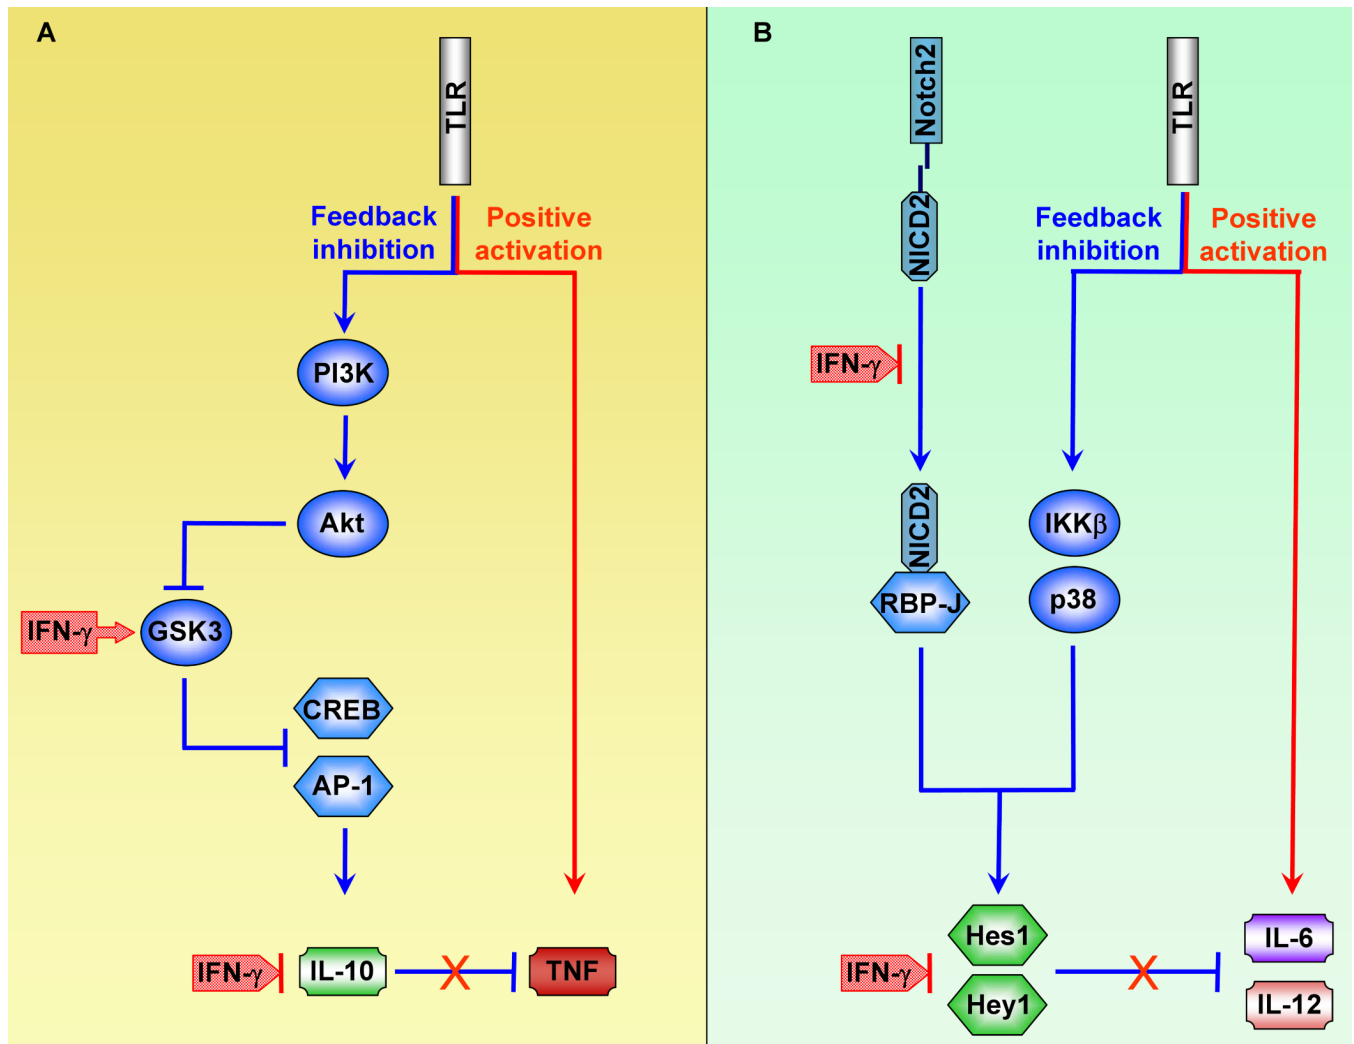 A
TLR
Feedback
inhibition
Positive
activation
PI3K
Akt
IFN-γ
GSK3
CREB
AP-1
IFN-γ
IL-10
X
TNF
B
Notch2
TLR
NICD2
Feedback
inhibition
Positive
activation
IFN-γ
NICD2
RBP-J
IKKβ
p38
IFN-γ
Hes1
Hey1
X
IL-6
IL-12